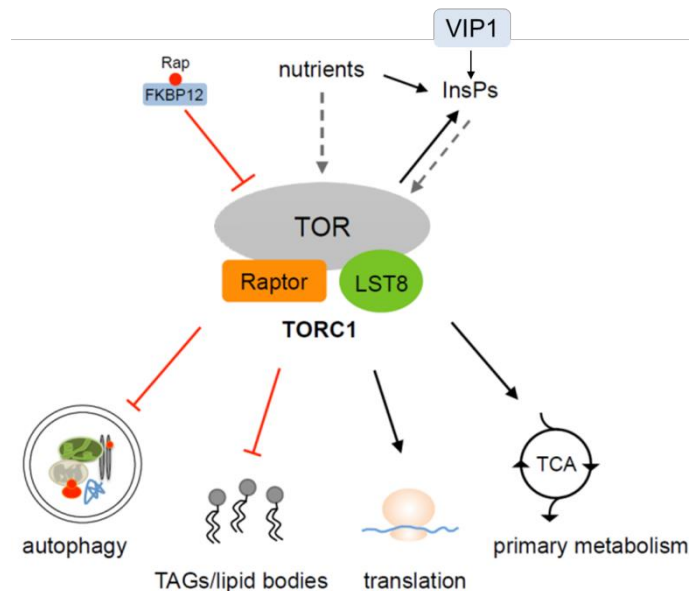 VIP1
Rap
FKBP12
nutrients
InsPs
TOR
Raptor
LST8
TORC1
TCA
autophagy
TAGs/lipid bodies
translation
primary metabolism